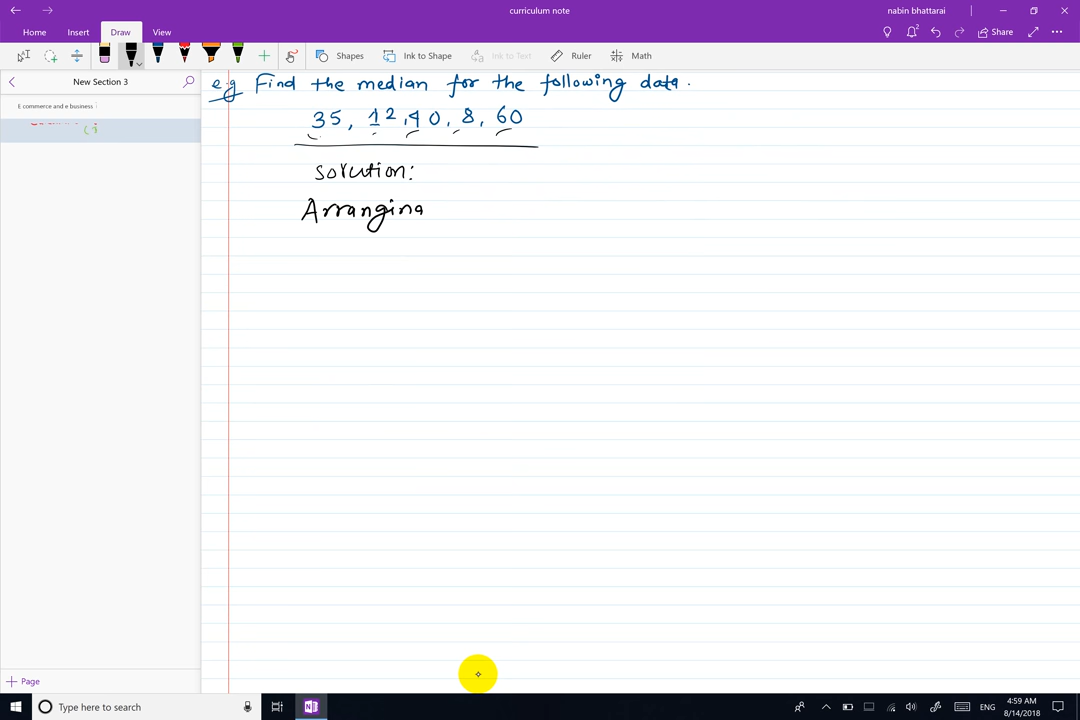 curriculum note
nabin bhattarai
Home Insert Draw View
Share
Shapes Ink to Shape Ink to Text Ruler Math
New Section 3
E commerce and e business
e.g Find the median for the following data.
35, 12, 40, 8, 60
Solution:
Arranging
+ Page
Type here to search
ENG
4:59 AM
8/14/2018